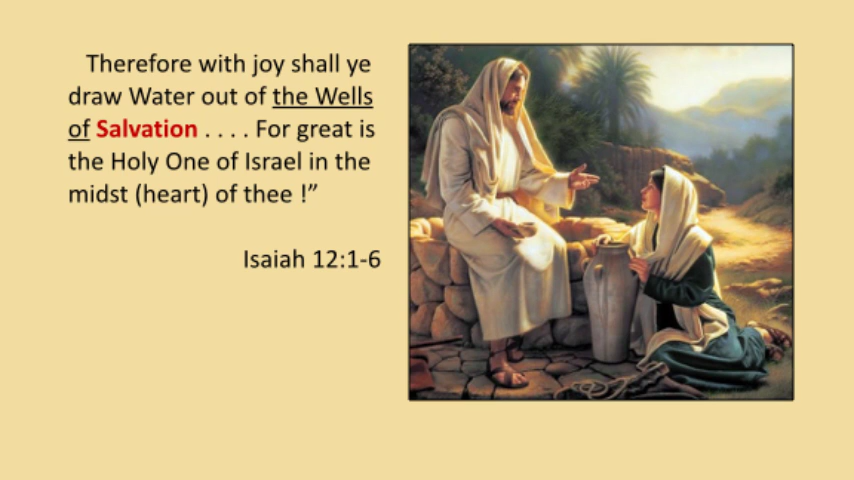 Therefore with joy shall ye
draw Water out of the Wells
of Salvation . . . . For great is
the Holy One of Israel in the
midst (heart) of thee !”
Isaiah 12:1-6